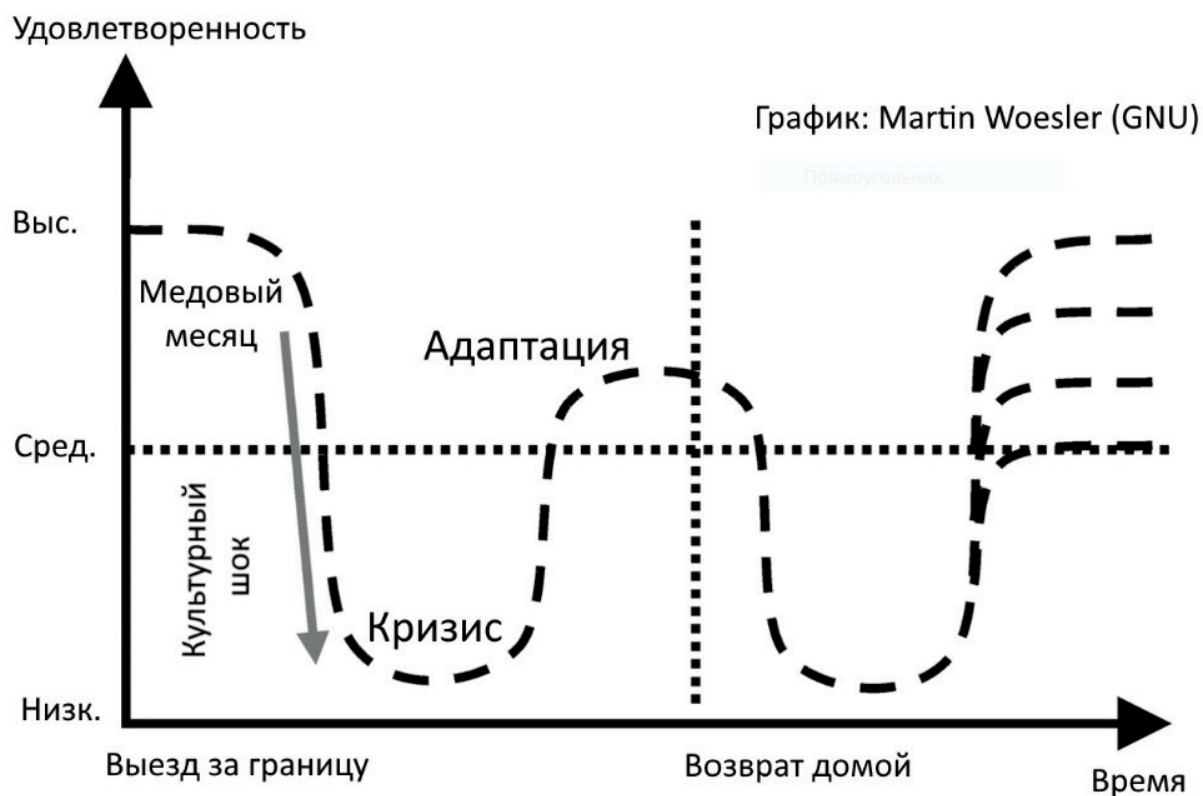 Удовлетворенность
График: Martin Woesler (GNU)
Прямоугольник
Выс.
Медовый
месяц
Адаптация
Сред.
Культурный
шок
Кризис
Низк.
Выезд за границу
Возврат домой
Время